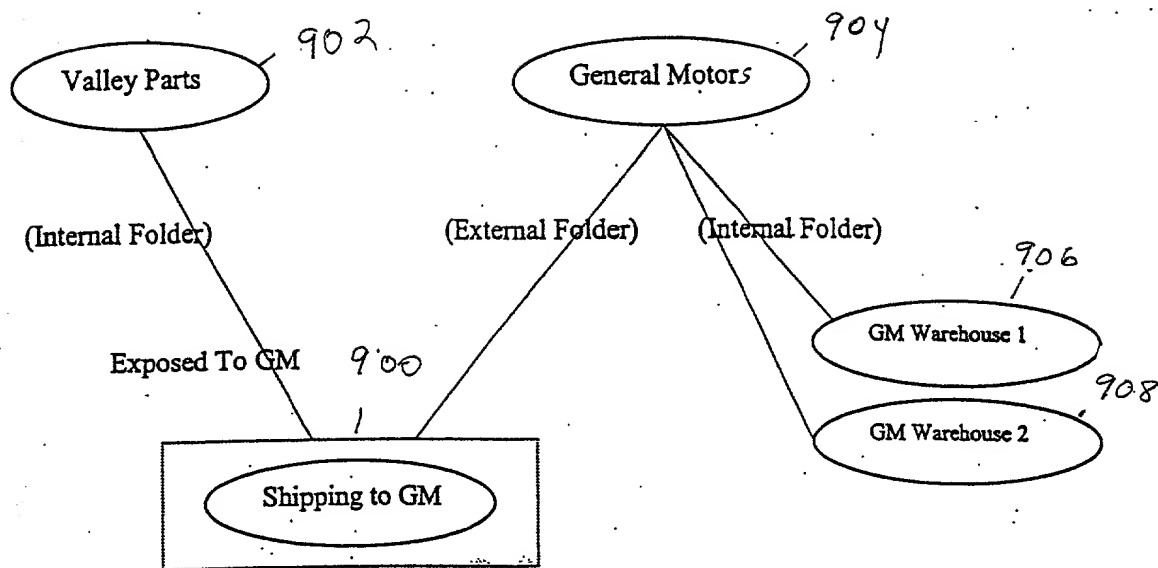 902
904
Valley Parts
General Motors
(Internal Folder)
(External Folder)
(Internal Folder)
906
GM Warehouse 1
Exposed To GM
900
908
GM Warehouse 2
Shipping to GM